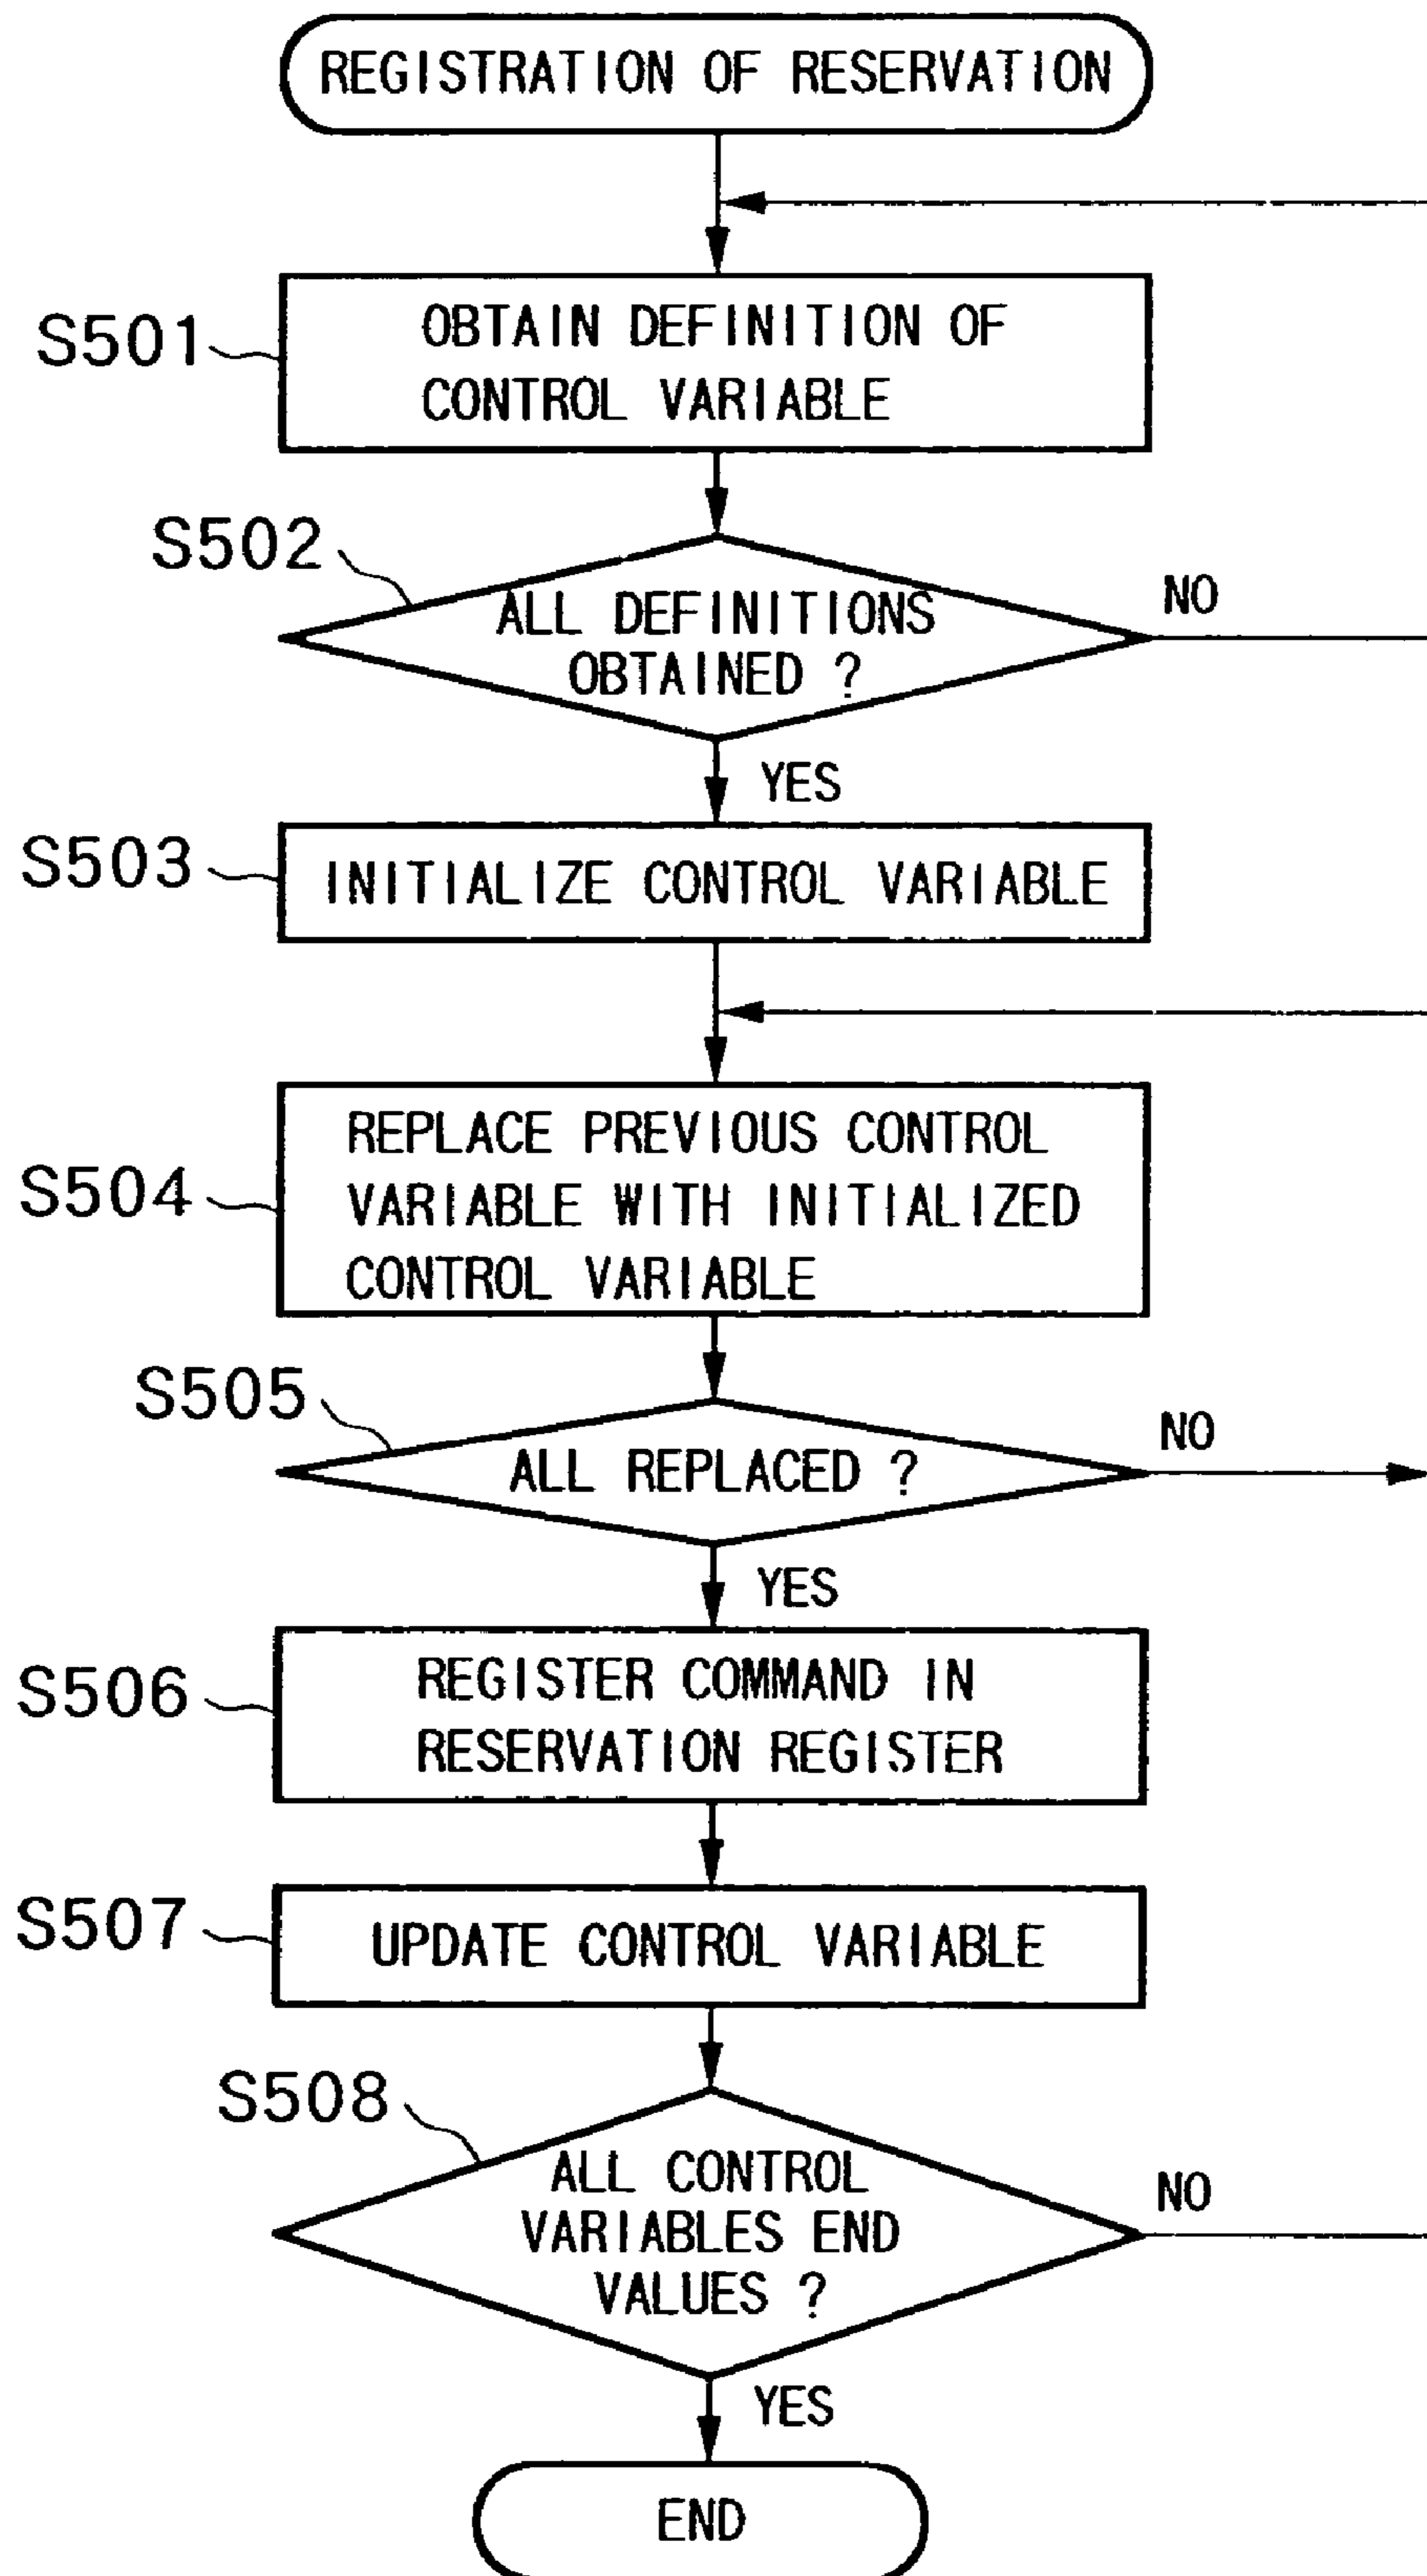 REGISTRATION OF RESERVATION
S501
OBTAIN DEFINITION OF
CONTROL VARIABLE
S502
ALL DEFINITIONS
OBTAINED ?
NO
YES
S503
INITIALIZE CONTROL VARIABLE
S504
REPLACE PREVIOUS CONTROL
VARIABLE WITH INITIALIZED
CONTROL VARIABLE
S505
ALL REPLACED ?
NO
YES
S506
REGISTER COMMAND IN
RESERVATION REGISTER
S507
UPDATE CONTROL VARIABLE
S508
ALL CONTROL
VARIABLES END
VALUES ?
NO
YES
END